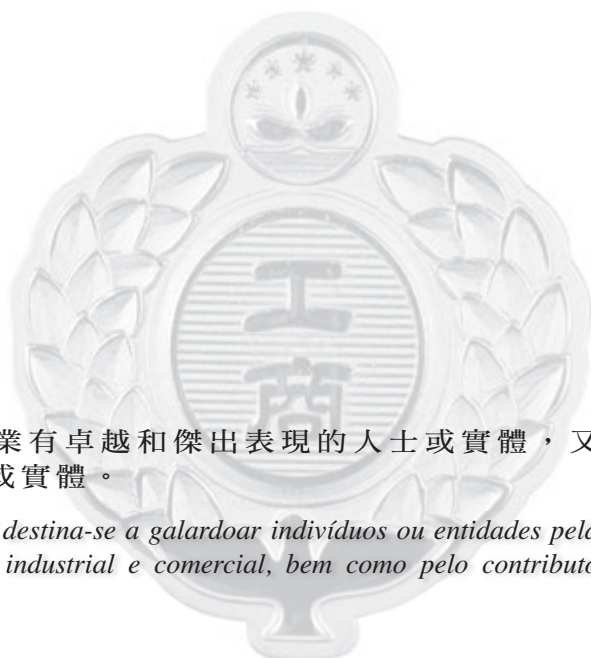 工
商
業有卓越和傑出表現的人士或實體，又
或實體。
destina-se a galardoar indivíduos ou entidades pela
industrial e comercial, bem como pelo contributo